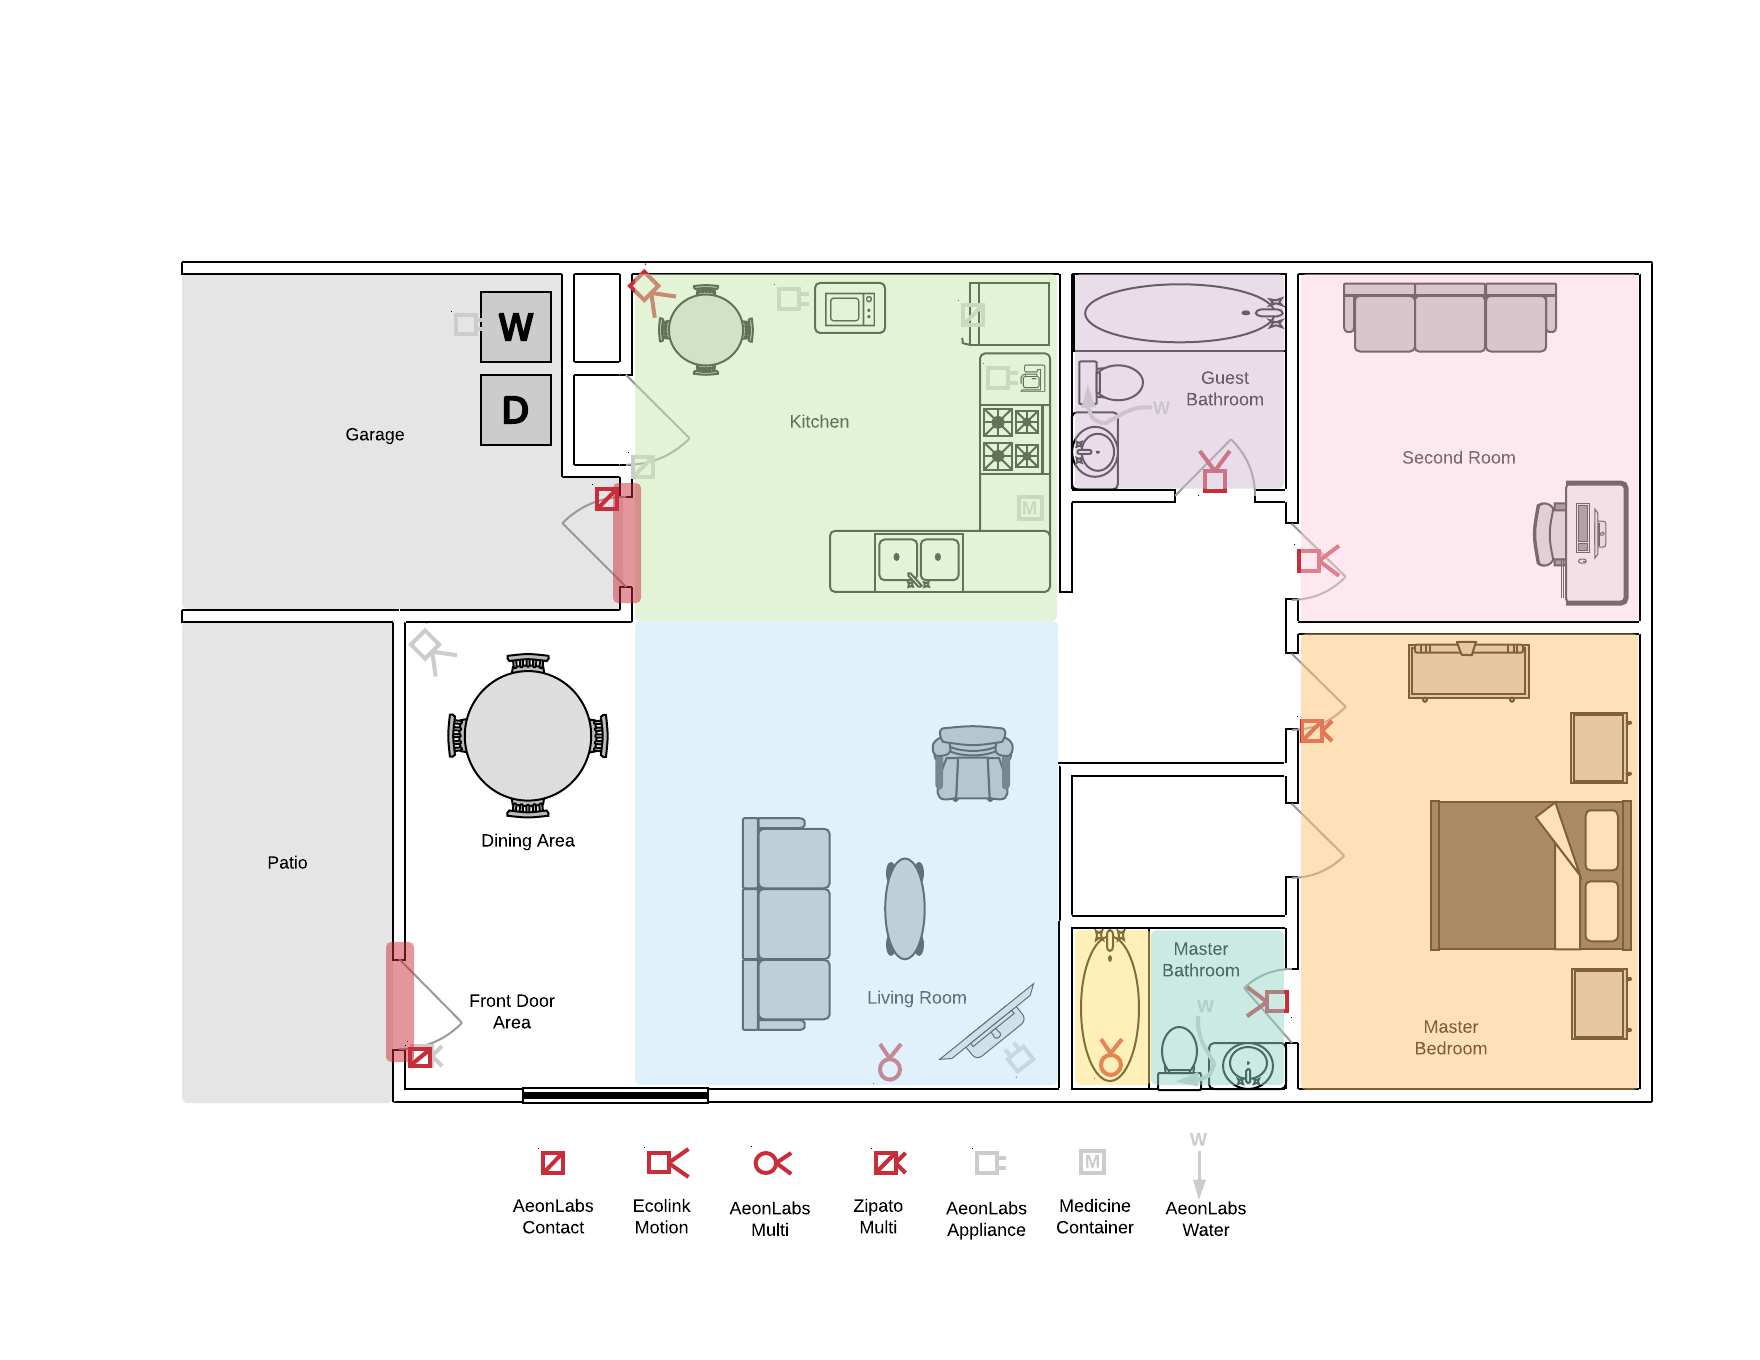 W
D
Garage
Kitchen
M
Guest
Bathroom
W
Second Room
Dining Area
Patio
Front Door
Area
Living Room
Master
Bathroom
W
Master
Bedroom
AeonLabs
Contact
Ecolink
Motion
AeonLabs
Multi
Zipato
Multi
AeonLabs
Appliance
M
Medicine
Container
W
AeonLabs
Water